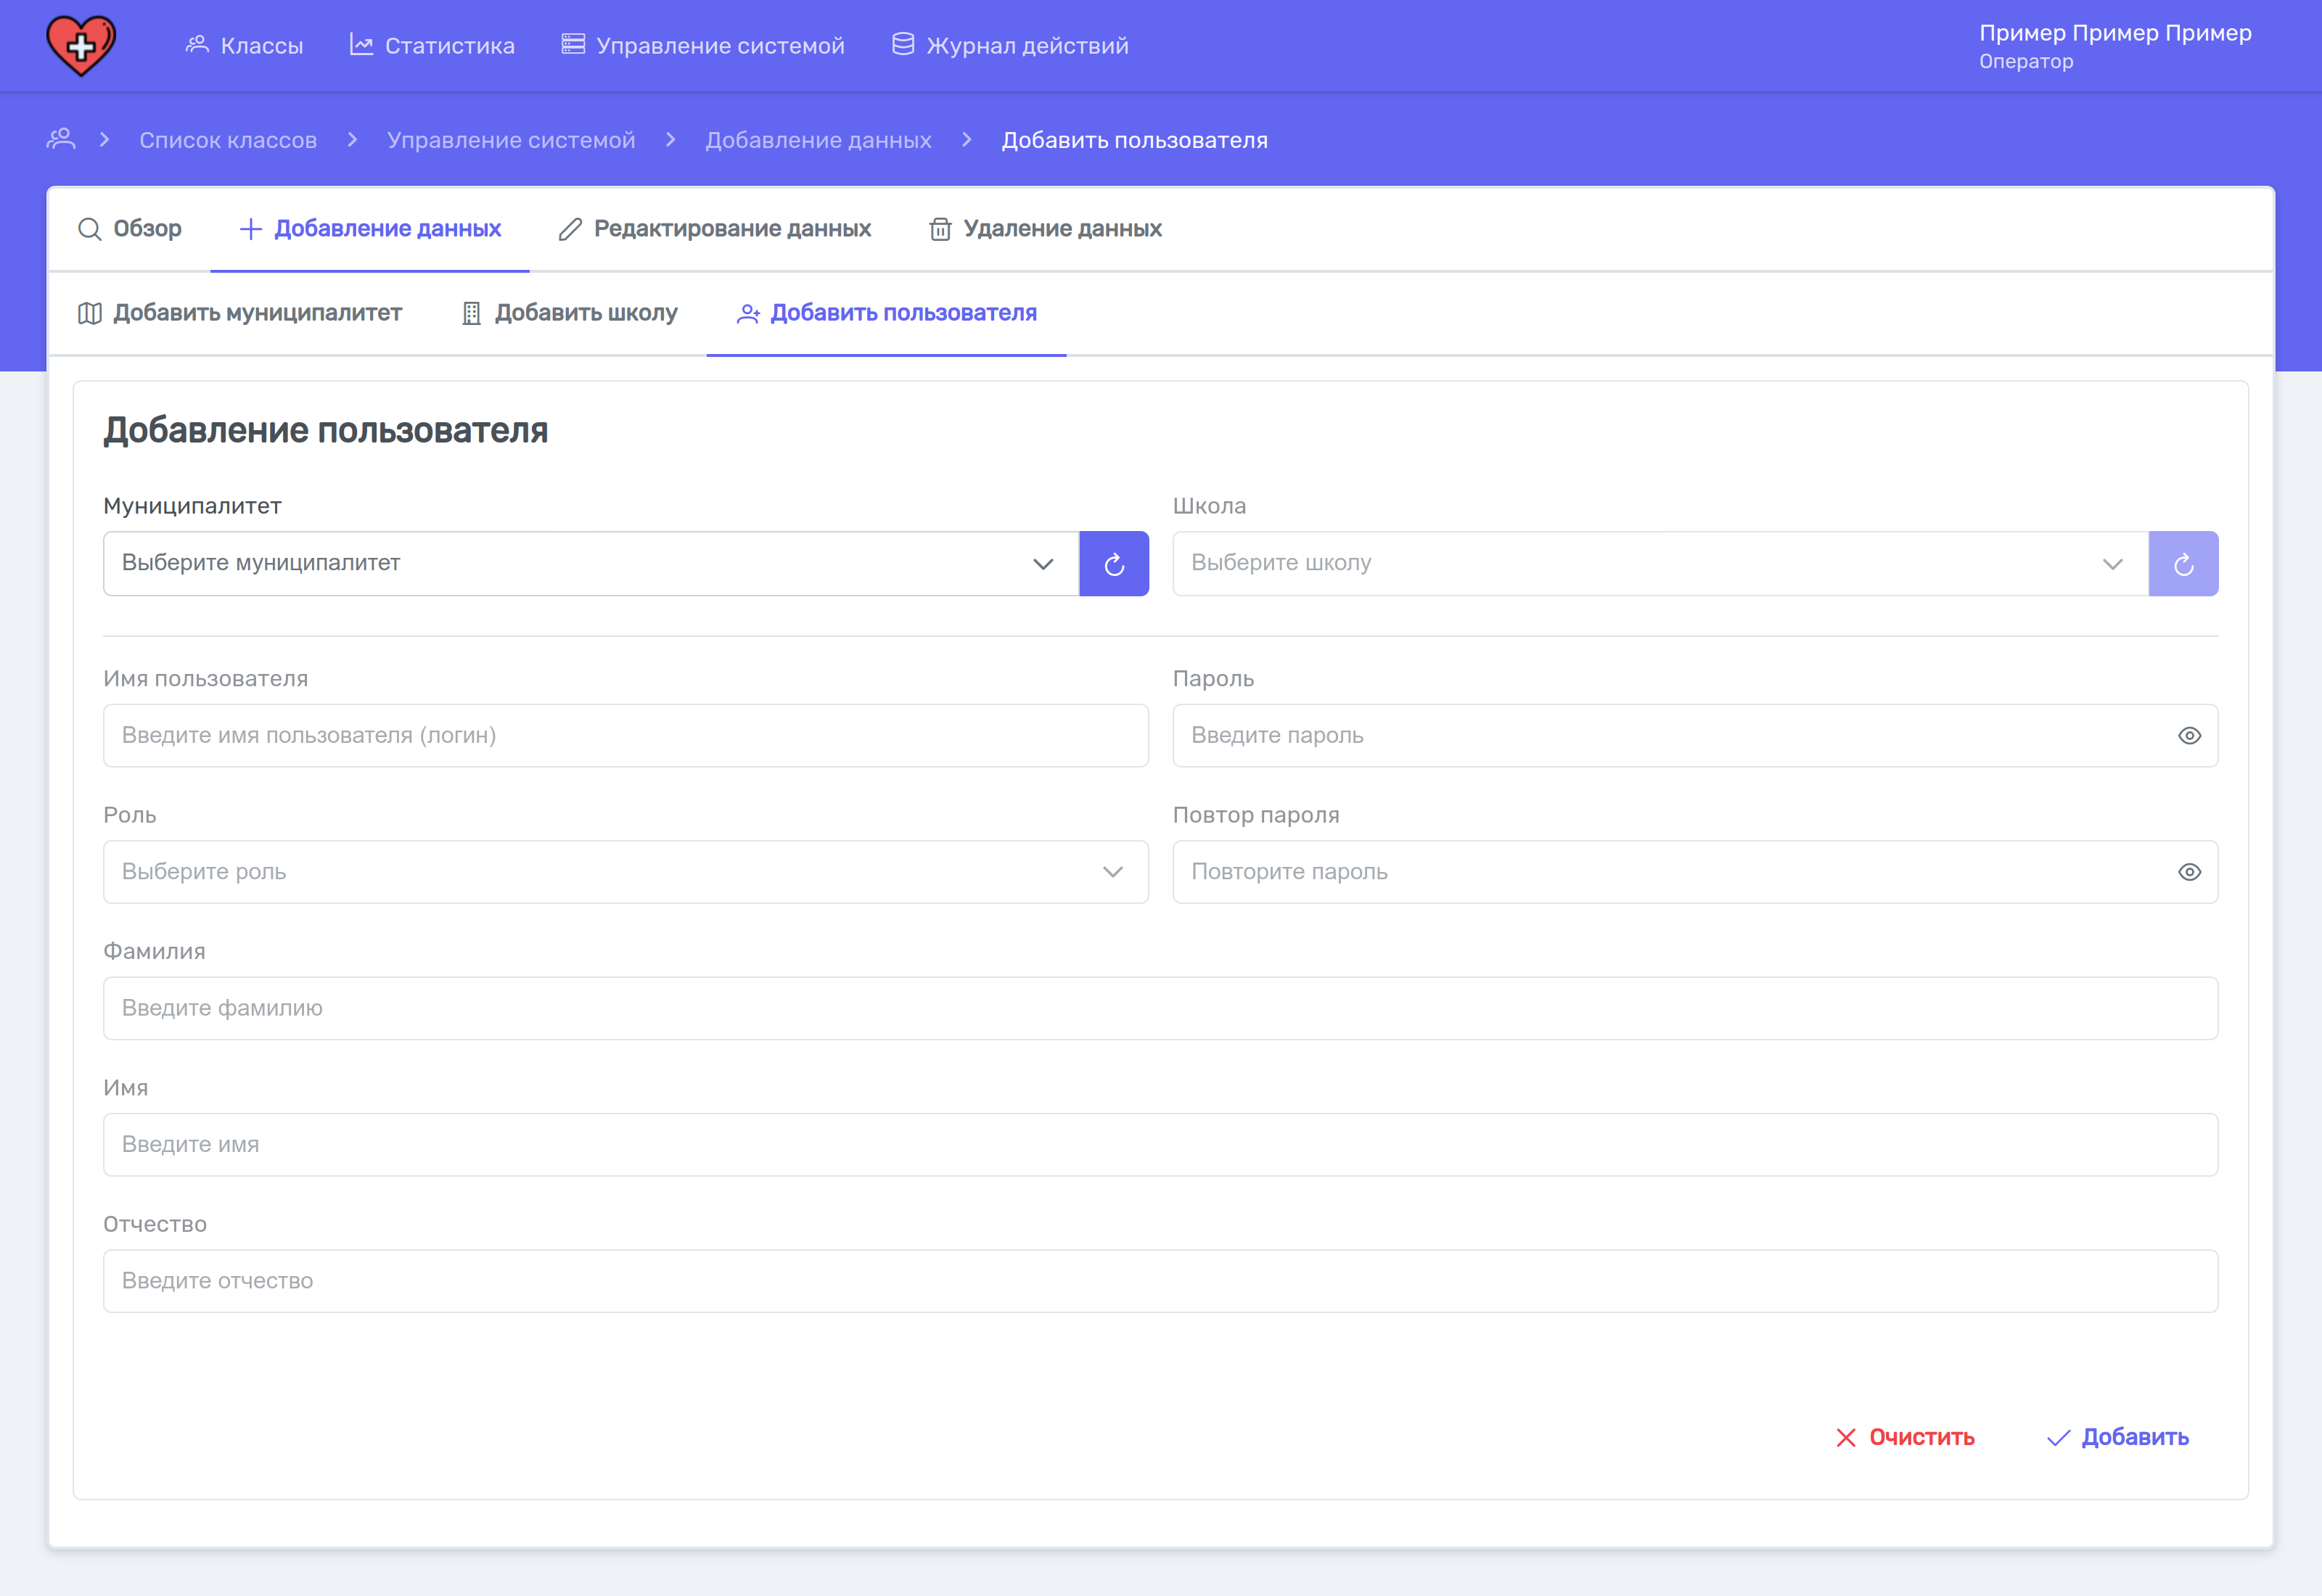 Классы Статистика Управление системой Журнал действий
Пример Пример Пример
Оператор
Список классов Управление системой Добавление данных Добавить пользователя
Обзор Добавление данных Редактирование данных Удаление данных
Добавить муниципалитет Добавить школу Добавить пользователя
Добавление пользователя
Муниципалитет Школа
Выберите муниципалитет Выберите школу
Имя пользователя Пароль
Введите имя пользователя (логин) Введите пароль
Роль Повтор пароля
Выберите роль Повторите пароль
Фамилия
Введите фамилию
Имя
Введите имя
Отчество
Введите отчество
Очистить Добавить